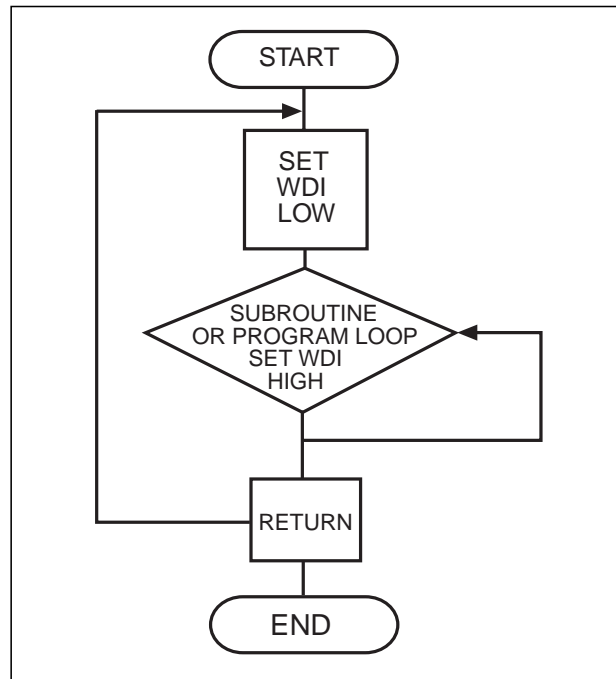 START
SET
WDI
LOW
SUBROUTINE
OR PROGRAM LOOP
SET WDI
HIGH
RETURN
END